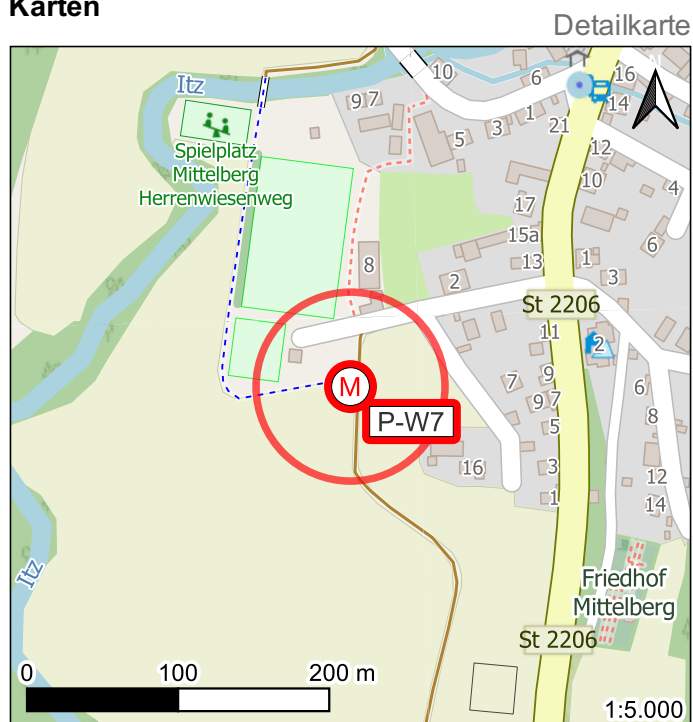 Karten
Detailkarte
Itz
10
6
16
14
9 7
1
3
5
21
12
10
4
Spielplatz
Mittelberg
Herrenwiesenweg
17
15a
6
13
1
3
8
2
St 2206
11
2
M
P-W7
7
9
9 7
5
6
8
16
3
1
12
14
Itz
Friedhof
Mittelberg
St 2206
0 100 200 m
1:5.000